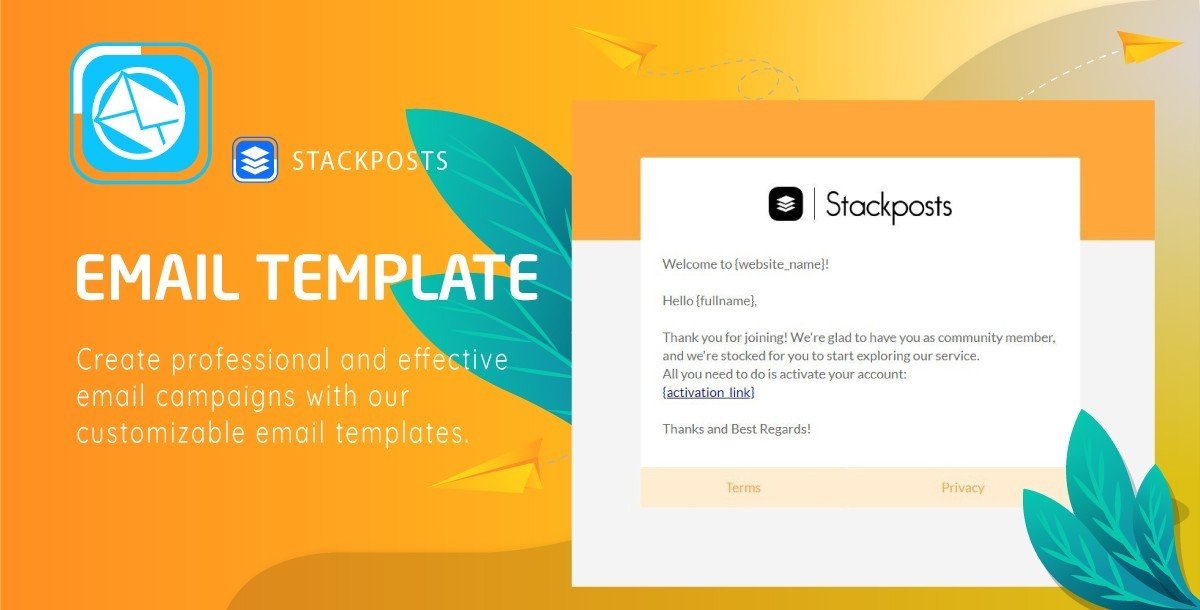 STACKPOSTS
EMAIL TEMPLATE
Create professional and effective
email campaigns with our
customizable email templates.
Stackposts
Welcome to {website_name}!
Hello {fullname},
Thank you for joining! We're glad to have you as community member,
and we're stocked for you to start exploring our service.
All you need to do is activate your account:
{activation_link}
Thanks and Best Regards!
Terms
Privacy